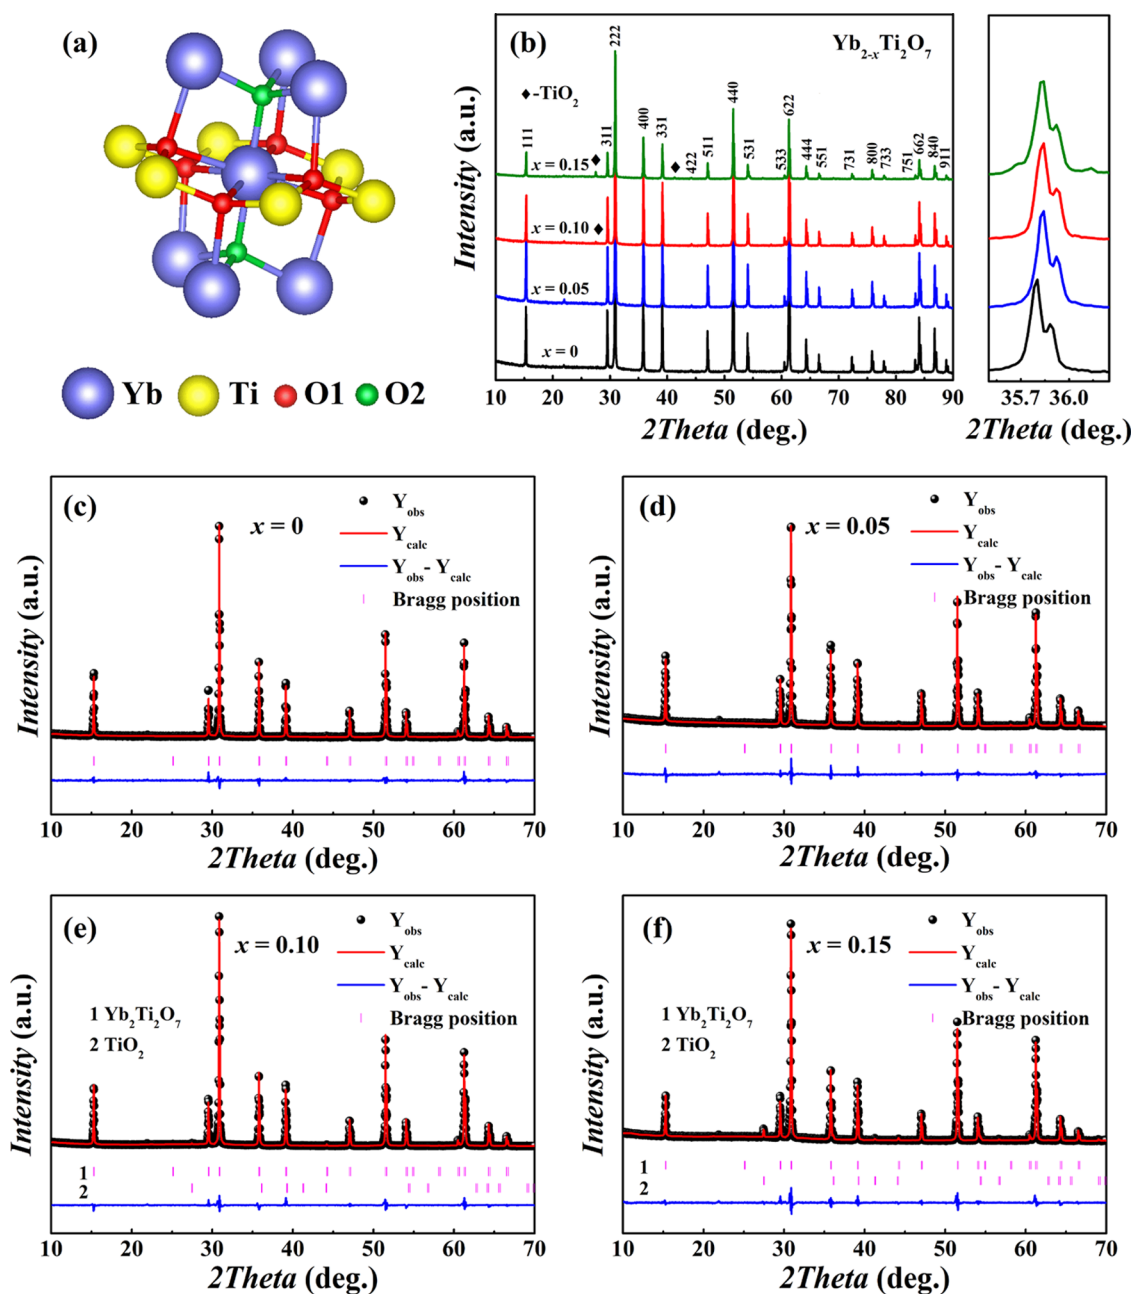 (a)
Yb Ti O1 O2
(b)
Yb2-xTi2O7
♦-TiO2
111 311 222 400 331 422 511 440 531 533 622 444 551 731 800 733 751 662 840 911
x = 0.15
x = 0.10
x = 0.05
x = 0
Intensity (a.u.)
10 20 30 40 50 60 70 80 90
2Theta (deg.)
35.7 36.0
2Theta (deg.)
(c)
x = 0
Yobs
Ycalc
Yobs- Ycalc
Bragg position
Intensity (a.u.)
10 20 30 40 50 60 70
2Theta (deg.)
(d)
x = 0.05
Yobs
Ycalc
Yobs- Ycalc
Bragg position
Intensity (a.u.)
10 20 30 40 50 60 70
2Theta (deg.)
(e)
x = 0.10
Yobs
Ycalc
Yobs- Ycalc
Bragg position
1 Yb2Ti2O7
2 TiO2
1
2
Intensity (a.u.)
10 20 30 40 50 60 70
2Theta (deg.)
(f)
x = 0.15
Yobs
Ycalc
Yobs- Ycalc
Bragg position
1 Yb2Ti2O7
2 TiO2
1
2
Intensity (a.u.)
10 20 30 40 50 60 70
2Theta (deg.)